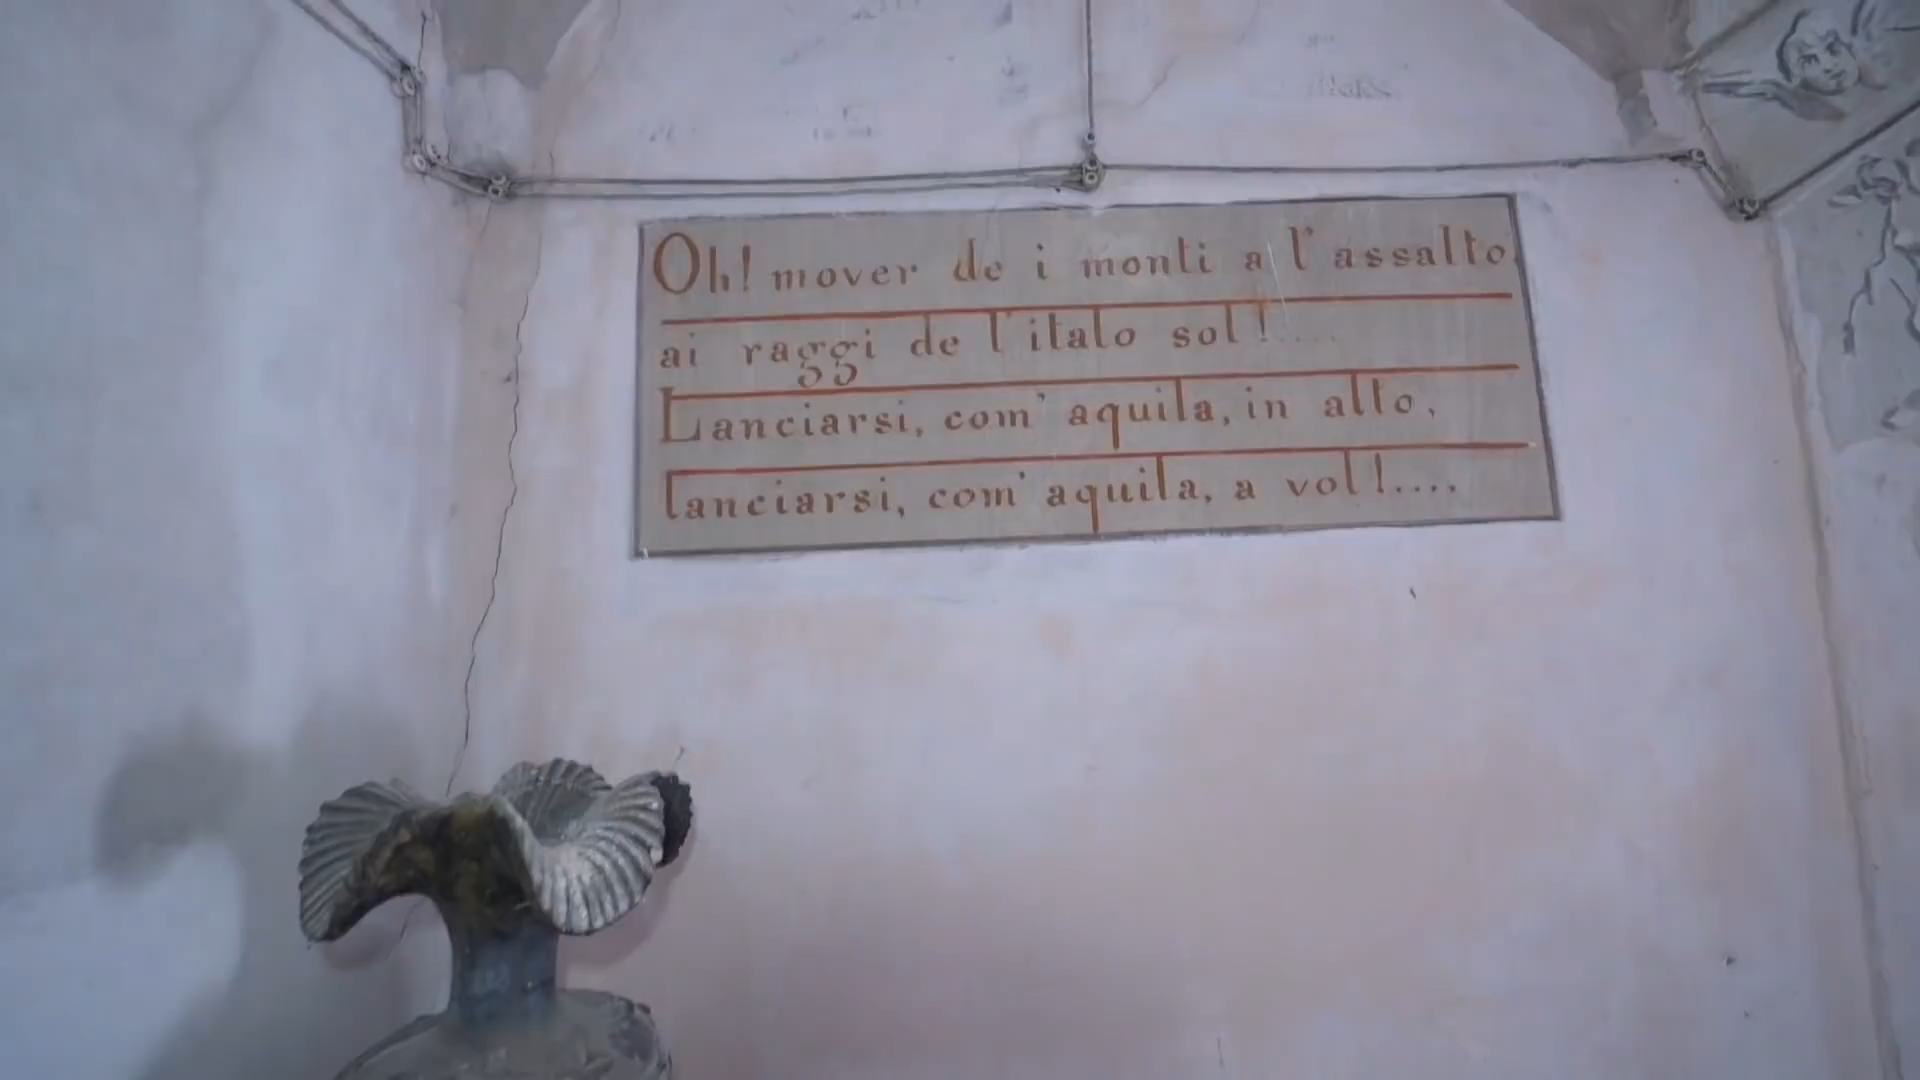 Oh! mover de i monti a l'assalto
ai raggi de l'italo sol!....
Lanciarsi, com' aquila, in alto,
lanciarsi, com' aquila, a vol!....